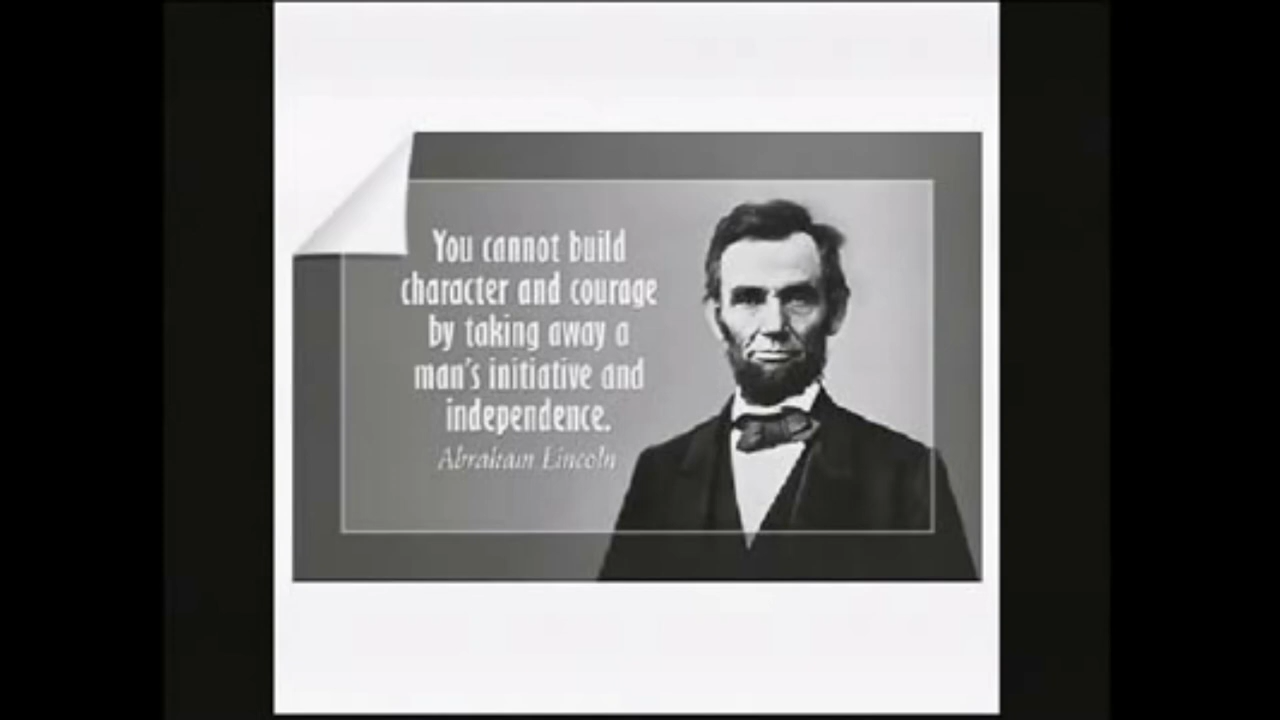 You cannot build
character and courage
by taking away a
man's initiative and
independence.
Abraham Lincoln